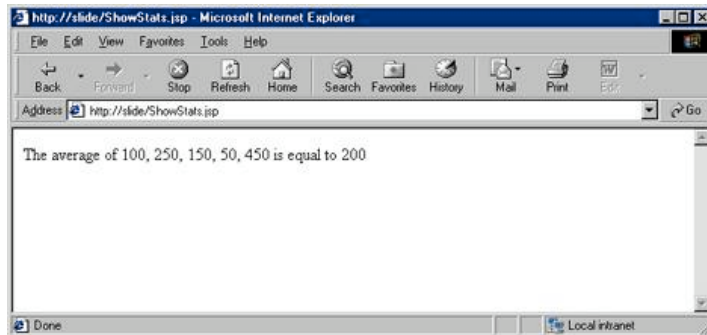 http://slide/ShowStats.jsp - Microsoft Internet Explorer
File Edit View Favorites Tools Help
Back Forward Stop Refresh Home Search Favorites History Mail Print Edit
Address http://slide/ShowStats.jsp Go
The average of 100, 250, 150, 50, 450 is equal to 200
Done Local intranet